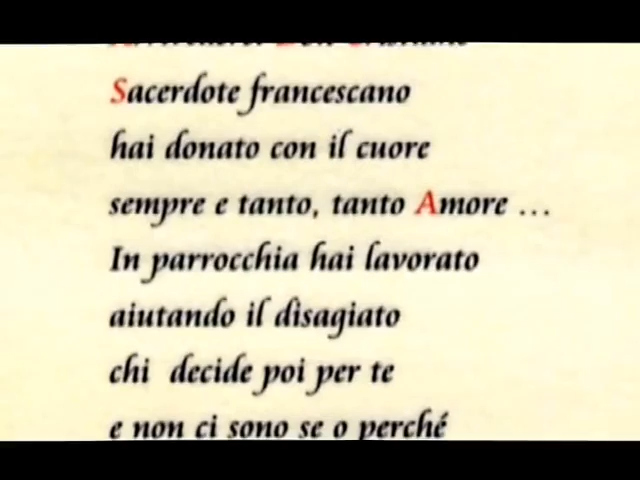 Sacerdote francescano
hai donato con il cuore
sempre e tanto, tanto Amore ...
In parrocchia hai lavorato
aiutando il disagiato
chi decide poi per te
e non ci sono se o perché